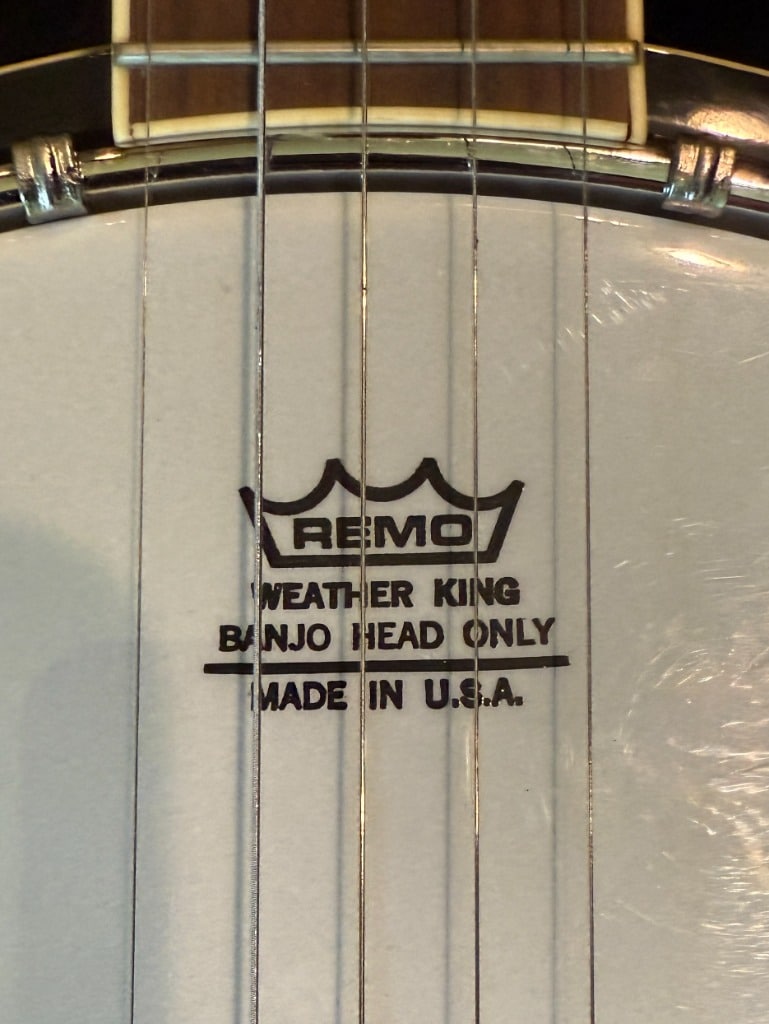 REMO
WEATHER KING
BANJO HEAD ONLY
MADE IN U.S.A.